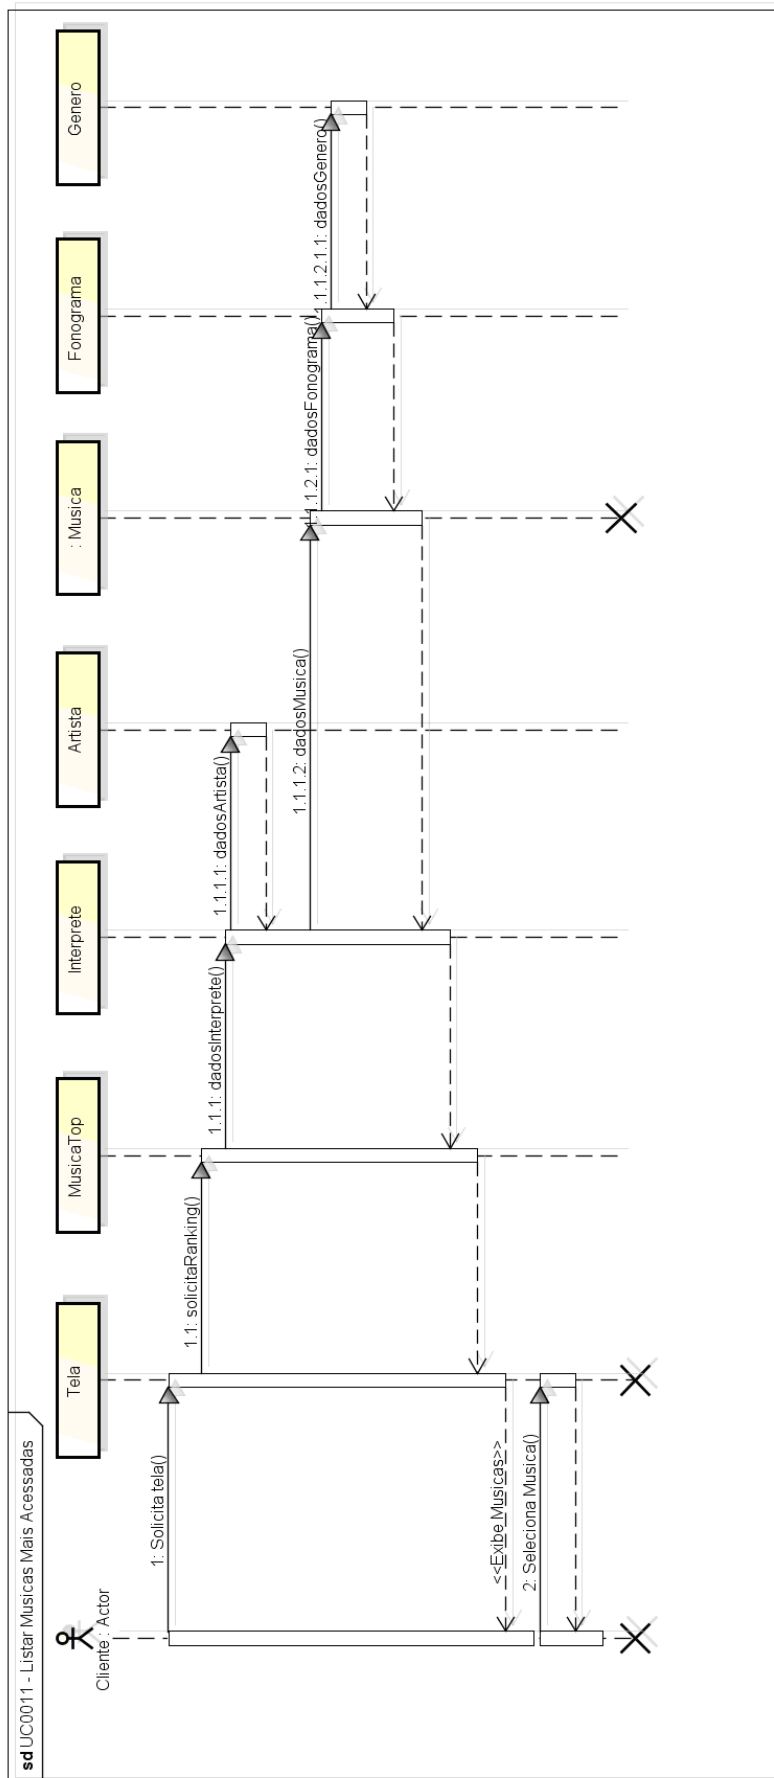 sd UC0011 - Listar Musicas Mais Acessadas
Cliente : Actor
Tela
MusicaTop
Interprete
Artista
: Musica
Fonograma
Genero
1: Solicita tela()
1.1: solicitaRanking()
1.1.1: dadosInterprete()
1.1.1.1: dadosArtista()
1.1.1.2: dadosMusica()
1.1.1.2.1: dadosFonograma()
1.1.1.2.1.1: dadosGenero()
<<Exibe Musicas>>
2: Seleciona Musica()